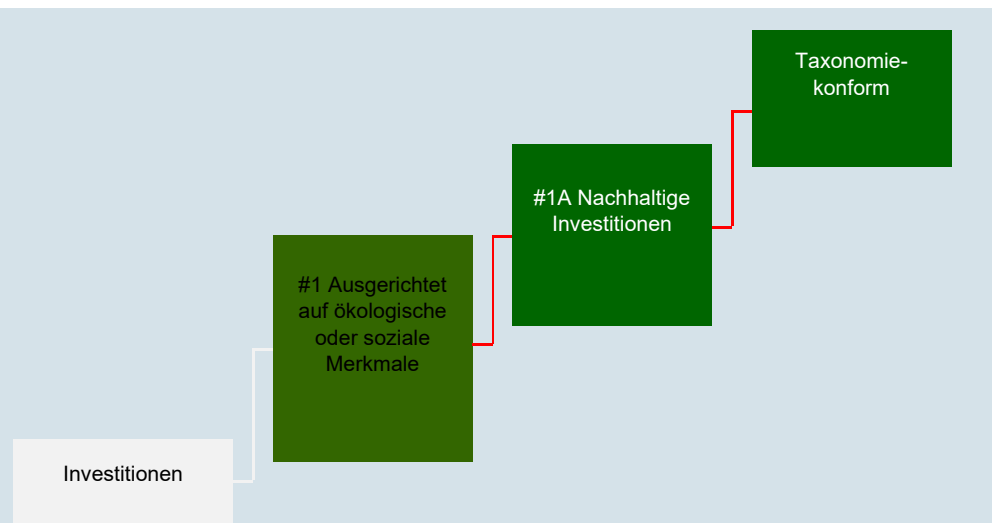 Taxonomie-
konform
#1A Nachhaltige
Investitionen
#1 Ausgerichtet
auf ökologische
oder soziale
Merkmale
Investitionen